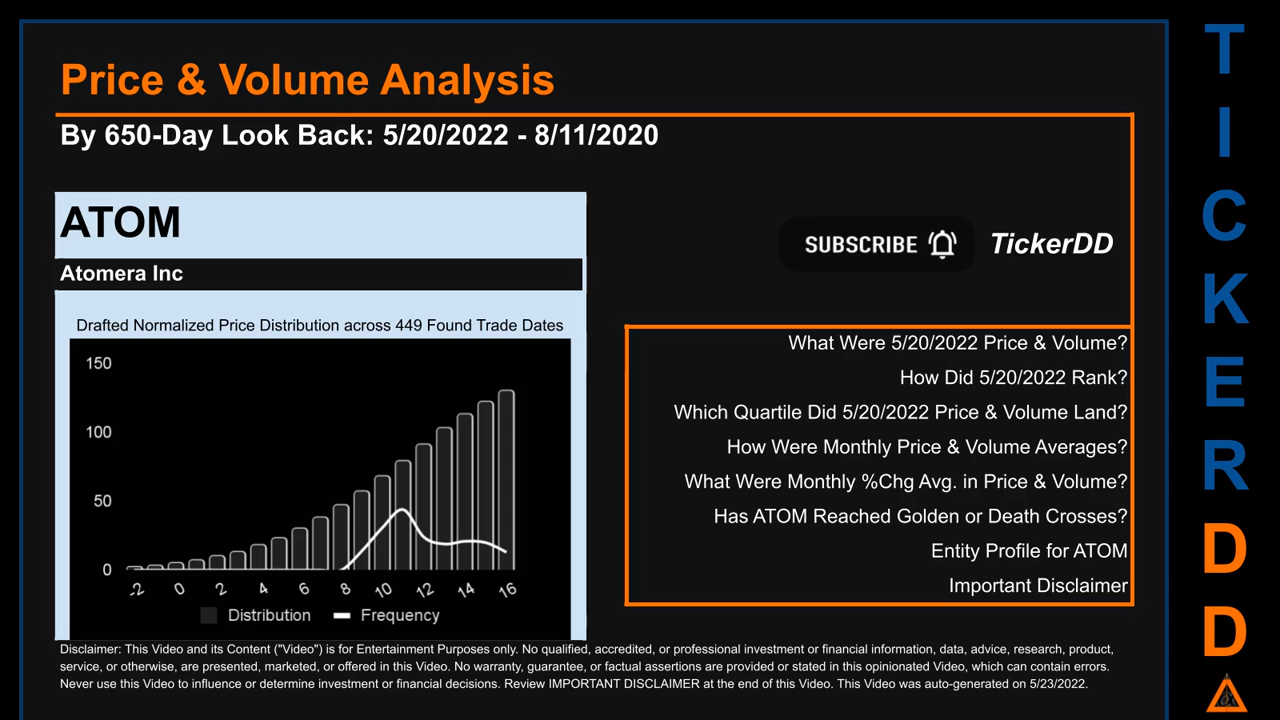 Price & Volume Analysis
By 650-Day Look Back: 5/20/2022 - 8/11/2020
ATOM
Atomera Inc
Drafted Normalized Price Distribution across 449 Found Trade Dates
150
100
50
0
-2 0 2 4 6 8 10 12 14 16
Distribution Frequency
SUBSCRIBE TickerDD
What Were 5/20/2022 Price & Volume?
How Did 5/20/2022 Rank?
Which Quartile Did 5/20/2022 Price & Volume Land?
How Were Monthly Price & Volume Averages?
What Were Monthly %Chg Avg. in Price & Volume?
Has ATOM Reached Golden or Death Crosses?
Entity Profile for ATOM
Important Disclaimer
Disclaimer: This Video and its Content ("Video") is for Entertainment Purposes only. No qualified, accredited, or professional investment or financial information, data, advice, research, product,
service, or otherwise, are presented, marketed, or offered in this Video. No warranty, guarantee, or factual assertions are provided or stated in this opinionated Video, which can contain errors.
Never use this Video to influence or determine investment or financial decisions. Review IMPORTANT DISCLAIMER at the end of this Video. This Video was auto-generated on 5/23/2022.
TICKERDD